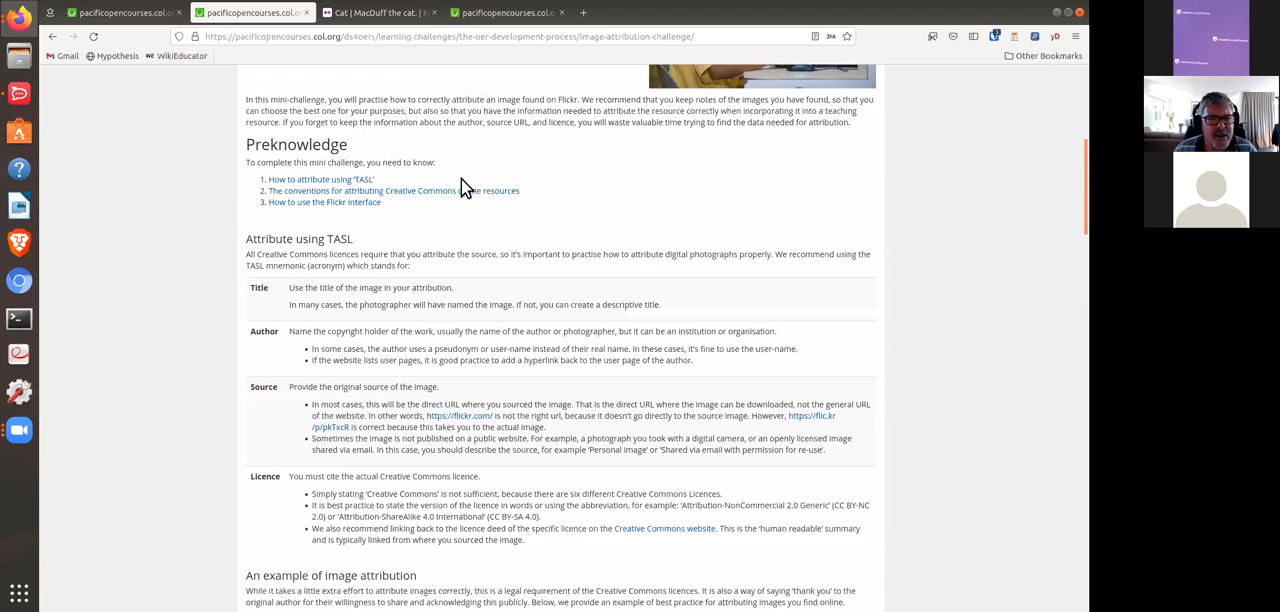 pacificopencourses.col.or
pacificopencourses.col.or
Cat | MacDuff the cat. | K
pacificopencourses.col.or
https://pacificopencourses.col.org/ds4oers/learning-challenges/the-oer-development-process/image-attribution-challenge/
Gmail
Hypothesis
WikiEducator
Other Bookmarks
In this mini-challenge, you will practise how to correctly attribute an image found on Flickr. We recommend that you keep notes of the images you have found, so that you
can choose the best one for your purposes, but also so that you have the information needed to attribute the resource correctly when incorporating it into a teaching
resource. If you forget to keep the information about the author, source URL, and licence, you will waste valuable time trying to find the data needed for attribution.
Preknowledge
To complete this mini challenge, you need to know:
1. How to attribute using ‘TASL’
2. The conventions for attributing Creative Commons resources
3. How to use the Flickr interface
Attribute using TASL
All Creative Commons licences require that you attribute the source, so it’s important to practise how to attribute digital photographs properly. We recommend using the
TASL mnemonic (acronym) which stands for:
Title Use the title of the image in your attribution.
In many cases, the photographer will have named the image. If not, you can create a descriptive title.
Author Name the copyright holder of the work, usually the name of the author or photographer, but it can be an institution or organisation.
• In some cases, the author uses a pseudonym or user-name instead of their real name. In these cases, it’s fine to use the user-name.
• If the website lists user pages, it is good practice to add a hyperlink back to the user page of the author.
Source Provide the original source of the image.
• In most cases, this will be the direct URL where you sourced the image. That is the direct URL where the image can be downloaded, not the general URL
of the website. In other words, https://flickr.com/ is not the right url, because it doesn’t go directly to the source image. However, https://flic.kr
/p/pkTxcR is correct because this takes you to the actual image.
• Sometimes the image is not published on a public website. For example, a photograph you took with a digital camera, or an openly licensed image
shared via email. In this case, you should describe the source, for example ‘Personal image’ or ‘Shared via email with permission for re-use’.
Licence You must cite the actual Creative Commons licence.
• Simply stating ‘Creative Commons’ is not sufficient, because there are six different Creative Commons Licences.
• It is best practice to state the version of the licence in words or using the abbreviation, for example: ‘Attribution-NonCommercial 2.0 Generic’ (CC BY-NC
2.0) or ‘Attribution-ShareAlike 4.0 International’ (CC BY-SA 4.0).
• We also recommend linking back to the licence deed of the specific licence on the Creative Commons website. This is the ‘human readable’ summary
and is typically linked from where you sourced the image.
An example of image attribution
While it takes a little extra effort to attribute images correctly, this is a legal requirement of the Creative Commons licences. It is also a way of saying ‘thank you’ to the
original author for their willingness to share and acknowledging this publicly. Below, we provide an example of best practice for attributing images you find online.